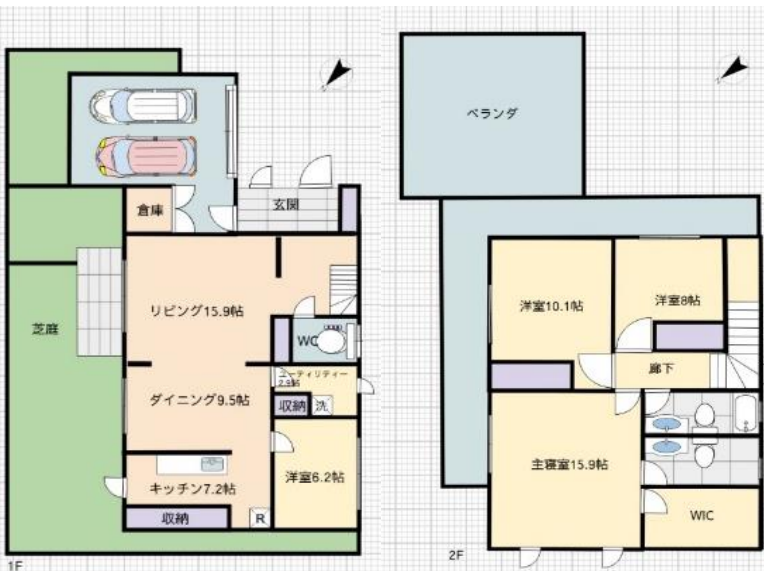 倉庫
玄関
リビング15.9帖
WC
芝庭
ユーティリティー
2.9帖
ダイニング9.5帖
収納
洗
キッチン7.2帖
洋室6.2帖
収納
R
1F
ベランダ
洋室10.1帖
洋室8帖
廊下
主寝室15.9帖
WIC
2F